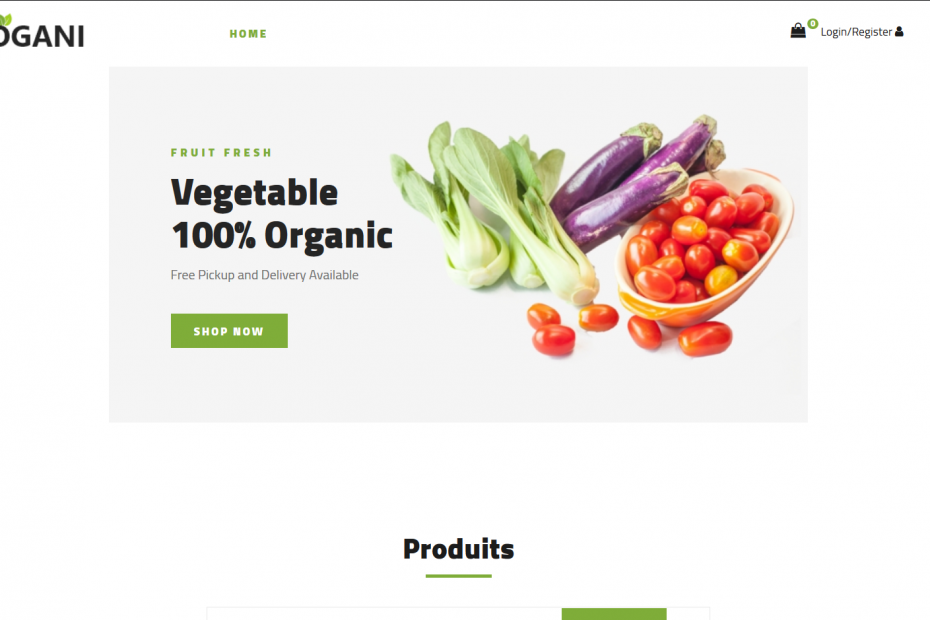 OGANI
HOME
0
Login/Register
FRUIT FRESH
Vegetable
100% Organic
Free Pickup and Delivery Available
SHOP NOW
Produits